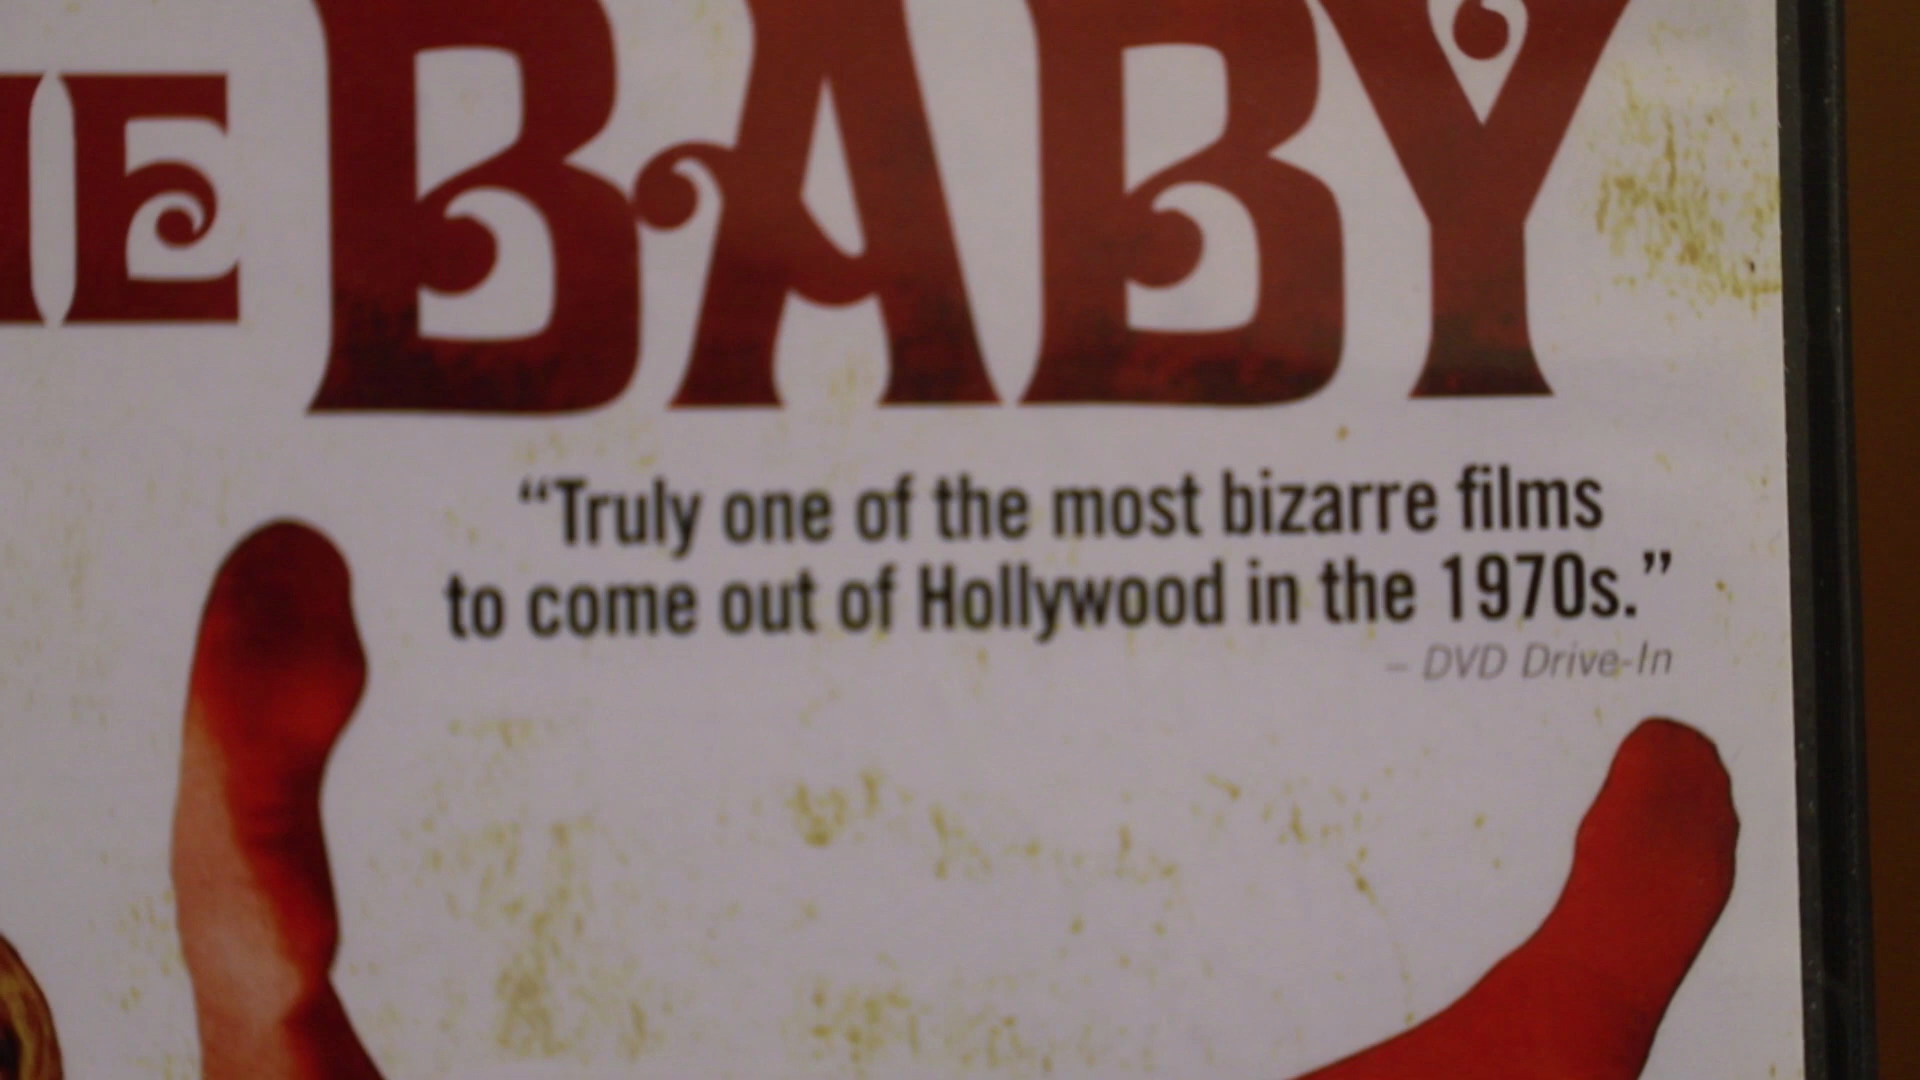 HE BABY
“Truly one of the most bizarre films
to come out of Hollywood in the 1970s.”
– DVD Drive-In